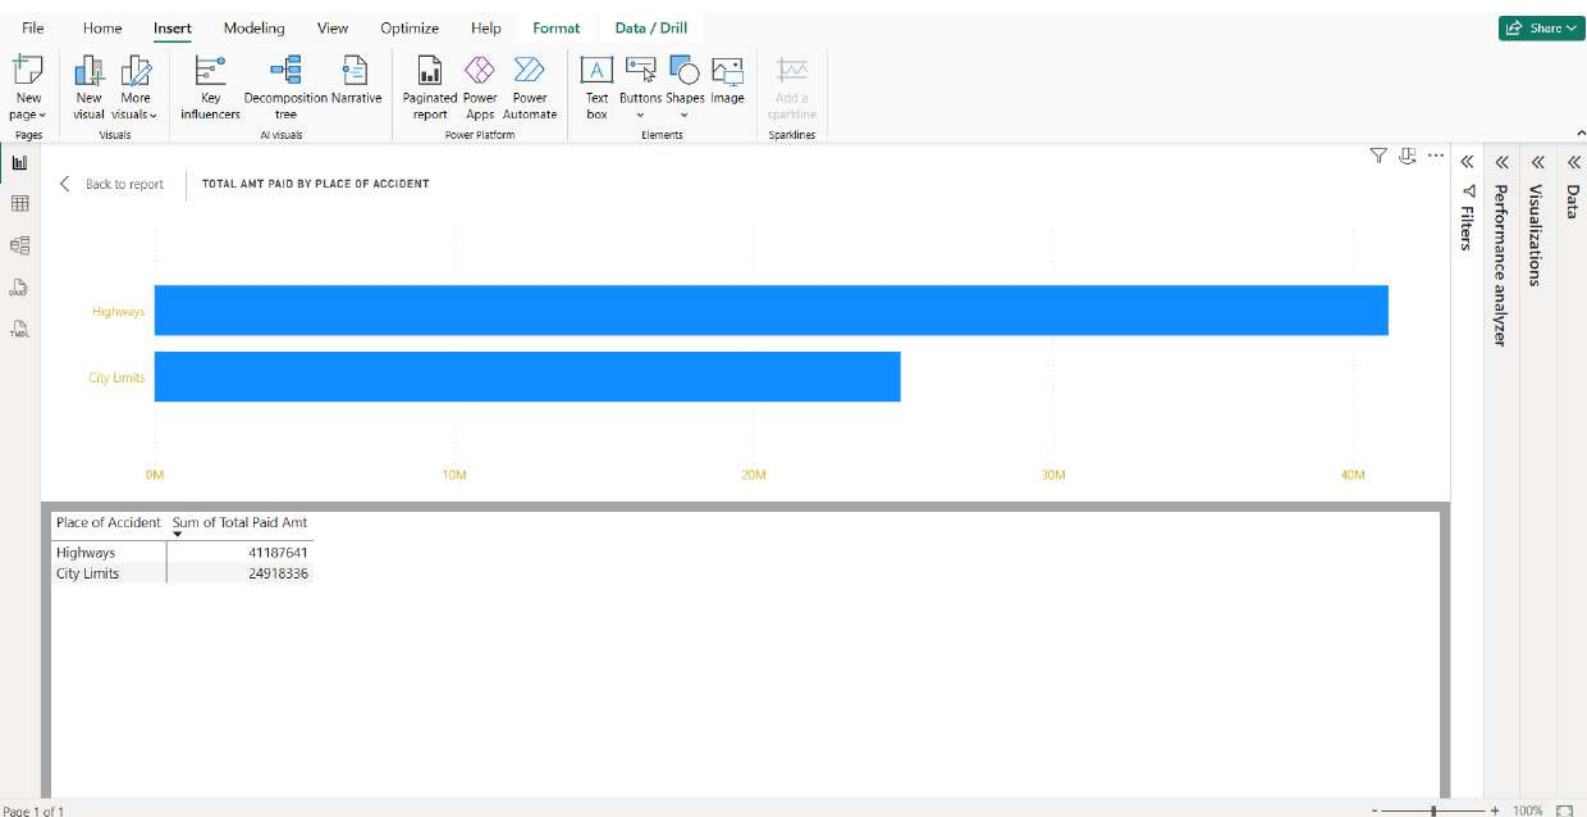 File Home Insert Modeling View Optimize Help Format Data / Drill Share
New page
New visual
More visuals
Key influencers
Decomposition tree
Narrative
Paginated report
Power Apps
Power Automate
Text box
Buttons
Shapes
Image
Add a sparkline
Pages Visuals AI visuals Power Platform Elements Sparklines
Back to report
TOTAL AMT PAID BY PLACE OF ACCIDENT
Highways
City Limits
0M 10M 20M 30M 40M
Filters
Performance analyzer
Visualizations
Data
TMDL
Place of Accident Sum of Total Paid Amt
Highways 41187641
City Limits 24918336
Page 1 of 1
- + 100%